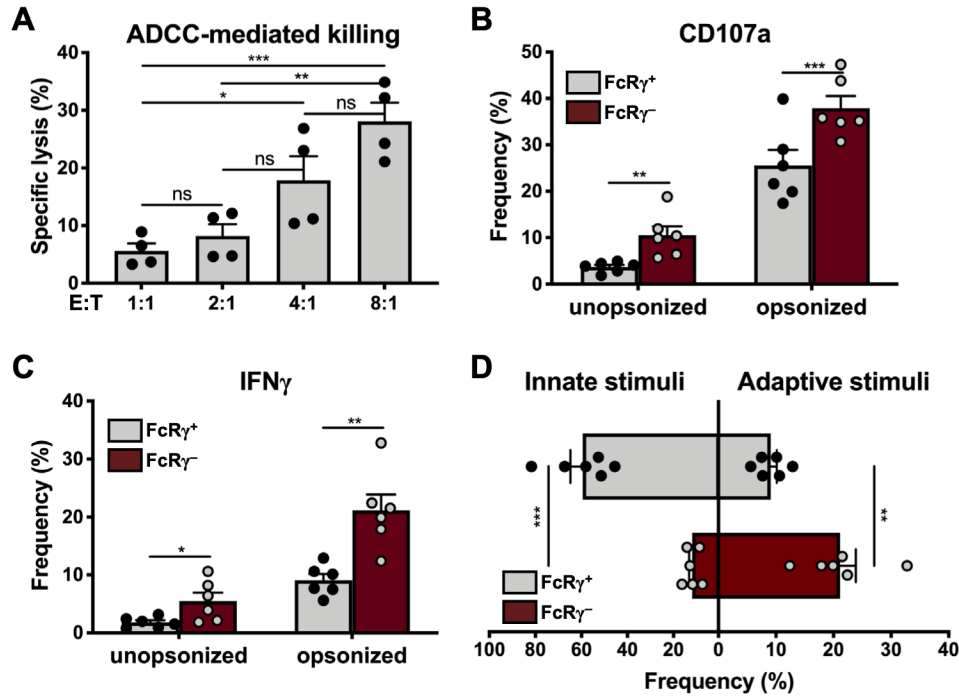 A
ADCC-mediated killing
Specific lysis (%)
40
30
20
10
0
***
**
*
ns
ns
ns
E:T 1:1 2:1 4:1 8:1
B
CD107a
Frequency (%)
50
40
30
20
10
0
FcRγ+
FcRγ–
**
***
unopsonized opsonized
C
IFNγ
Frequency (%)
40
30
20
10
0
FcRγ+
FcRγ–
*
**
unopsonized opsonized
D
Innate stimuli Adaptive stimuli
***
**
FcRγ+
FcRγ–
100 80 60 40 20 0 10 20 30 40
Frequency (%)